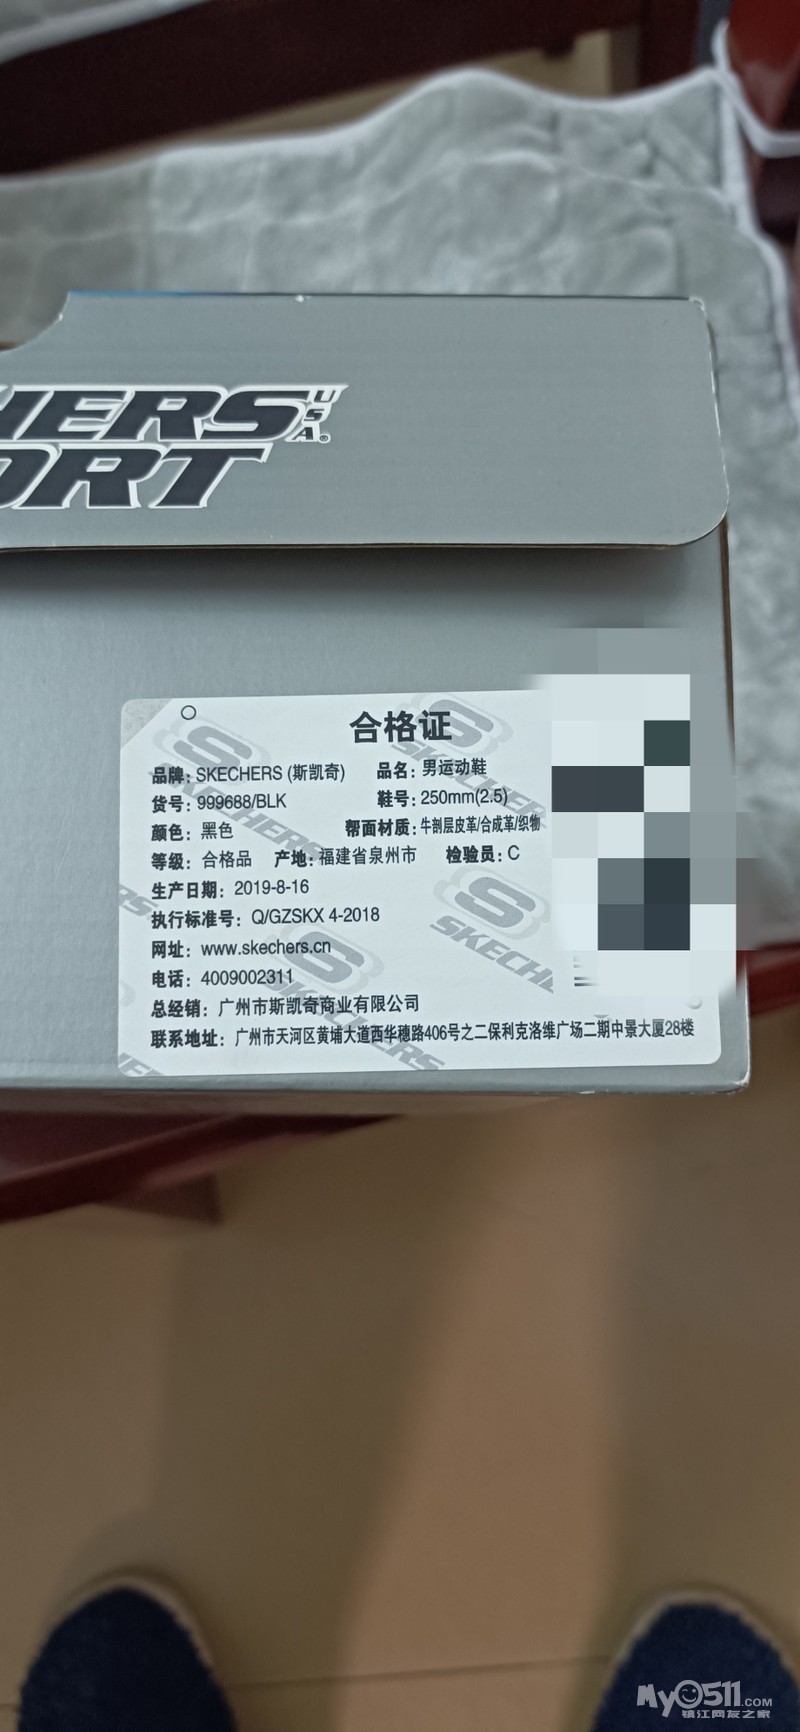 HERS USA®
ORT
合格证
品牌: SKECHERS (斯凯奇) 品名: 男运动鞋
货号: 999688/BLK 鞋号: 250mm(2.5)
颜色: 黑色 帮面材质: 牛剖层皮革/合成革/织物
等级: 合格品 产地: 福建省泉州市 检验员: C
生产日期: 2019-8-16
执行标准号: Q/GZSKX 4-2018
网址: www.skechers.cn
电话: 4009002311
总经销: 广州市斯凯奇商业有限公司
联系地址: 广州市天河区黄埔大道西华穗路406号之二保利克洛维广场二期中景大厦28楼
My0511.COM
镇江网友之家